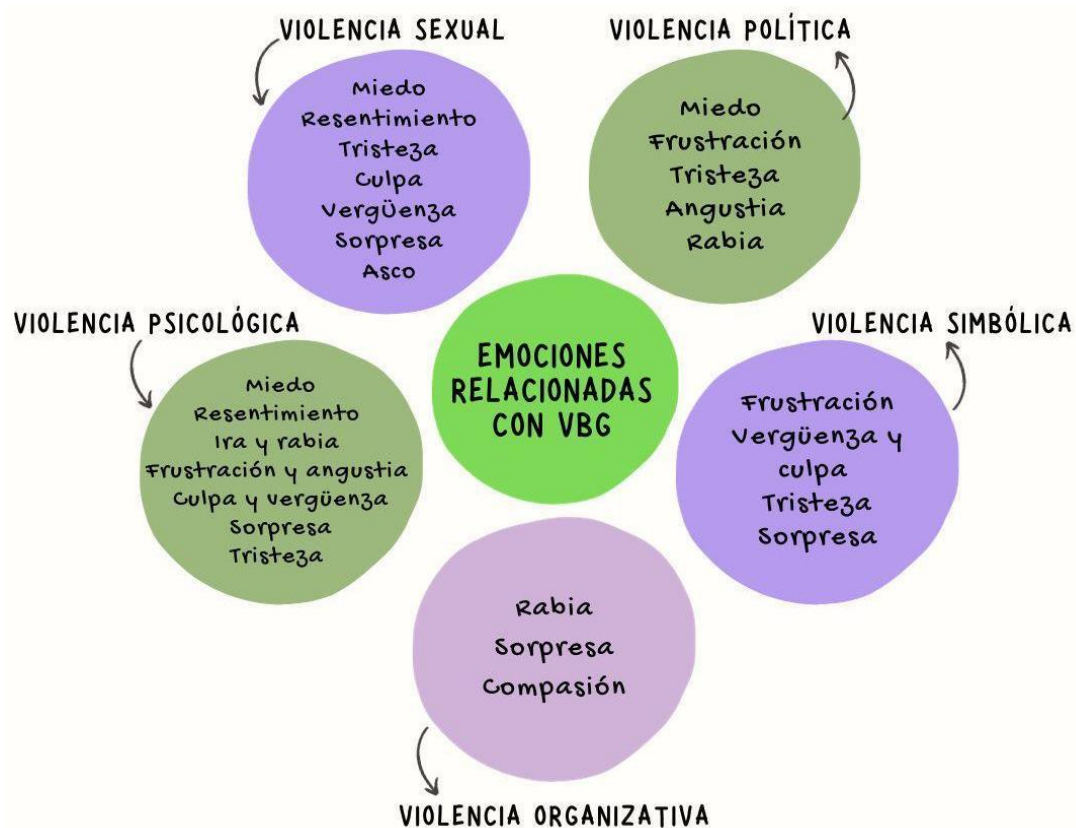 VIOLENCIA SEXUAL
Miedo
Resentimiento
Tristeza
Culpa
Vergüenza
Sorpresa
Asco
VIOLENCIA POLÍTICA
Miedo
Frustración
Tristeza
Angustia
Rabia
VIOLENCIA PSICOLÓGICA
Miedo
Resentimiento
Ira y rabia
Frustración y angustia
Culpa y vergüenza
Sorpresa
Tristeza
EMOCIONES
RELACIONADAS
CON VBG
VIOLENCIA SIMBÓLICA
Frustración
Vergüenza y
culpa
Tristeza
Sorpresa
Rabia
Sorpresa
Compasión
VIOLENCIA ORGANIZATIVA